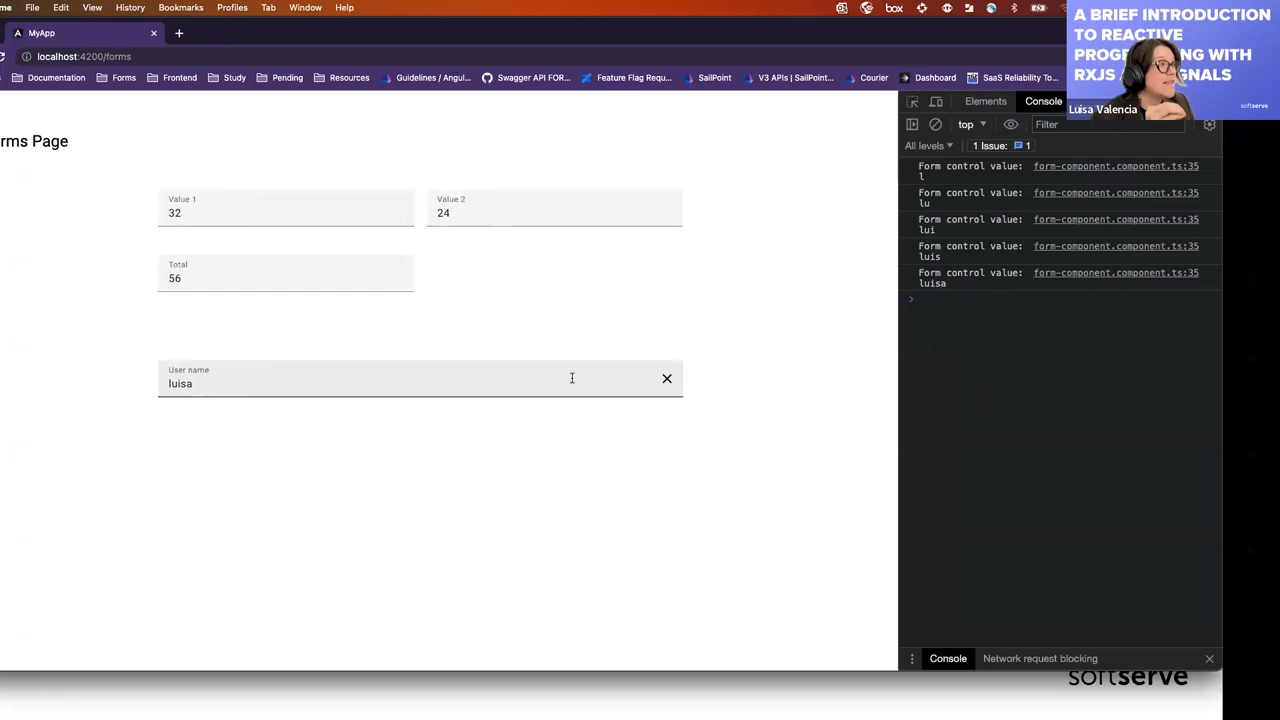 File Edit View History Bookmarks Profiles Tab Window Help
box
MyApp
localhost:4200/forms
Documentation Forms Frontend Study Pending Resources Guidelines / Angul... Swagger API FOR... Feature Flag Requ... SailPoint V3 APIs | SailPoint... Courier Dashboard SaaS Reliability To...
A BRIEF INTRODUCTION
TO REACTIVE
WITH
RXJS
Luisa Valencia
softserve
Elements Console
top Filter
All levels 1 Issue: 1
rms Page
Value 1
32
Value 2
24
Total
56
User name
luisa
Form control value: form-component.component.ts:35
l
Form control value: form-component.component.ts:35
lu
Form control value: form-component.component.ts:35
lui
Form control value: form-component.component.ts:35
luis
Form control value: form-component.component.ts:35
luisa
Console Network request blocking
softserve